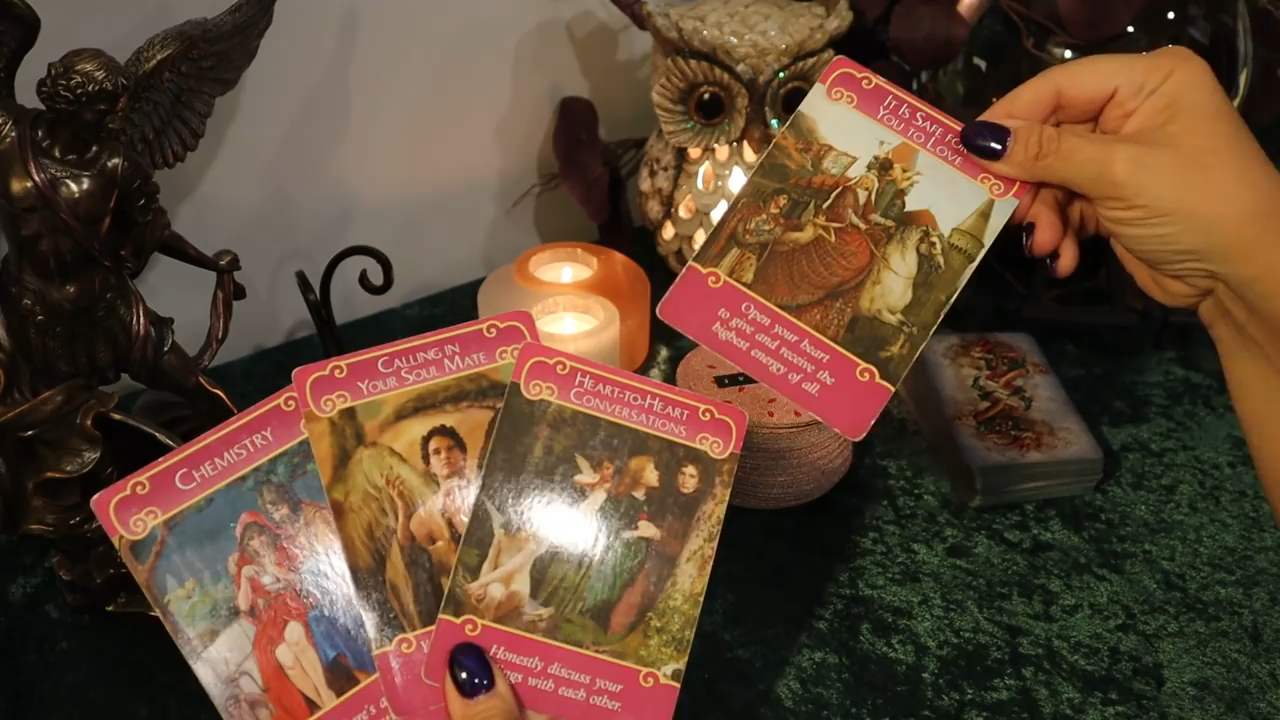 CHEMISTRY
CALLING IN
YOUR SOUL MATE
HEART-TO-HEART
CONVERSATIONS
Honestly discuss your
with each other.
IT IS SAFE FOR
YOU TO LOVE
Open your heart
to give and receive the
highest energy of all.